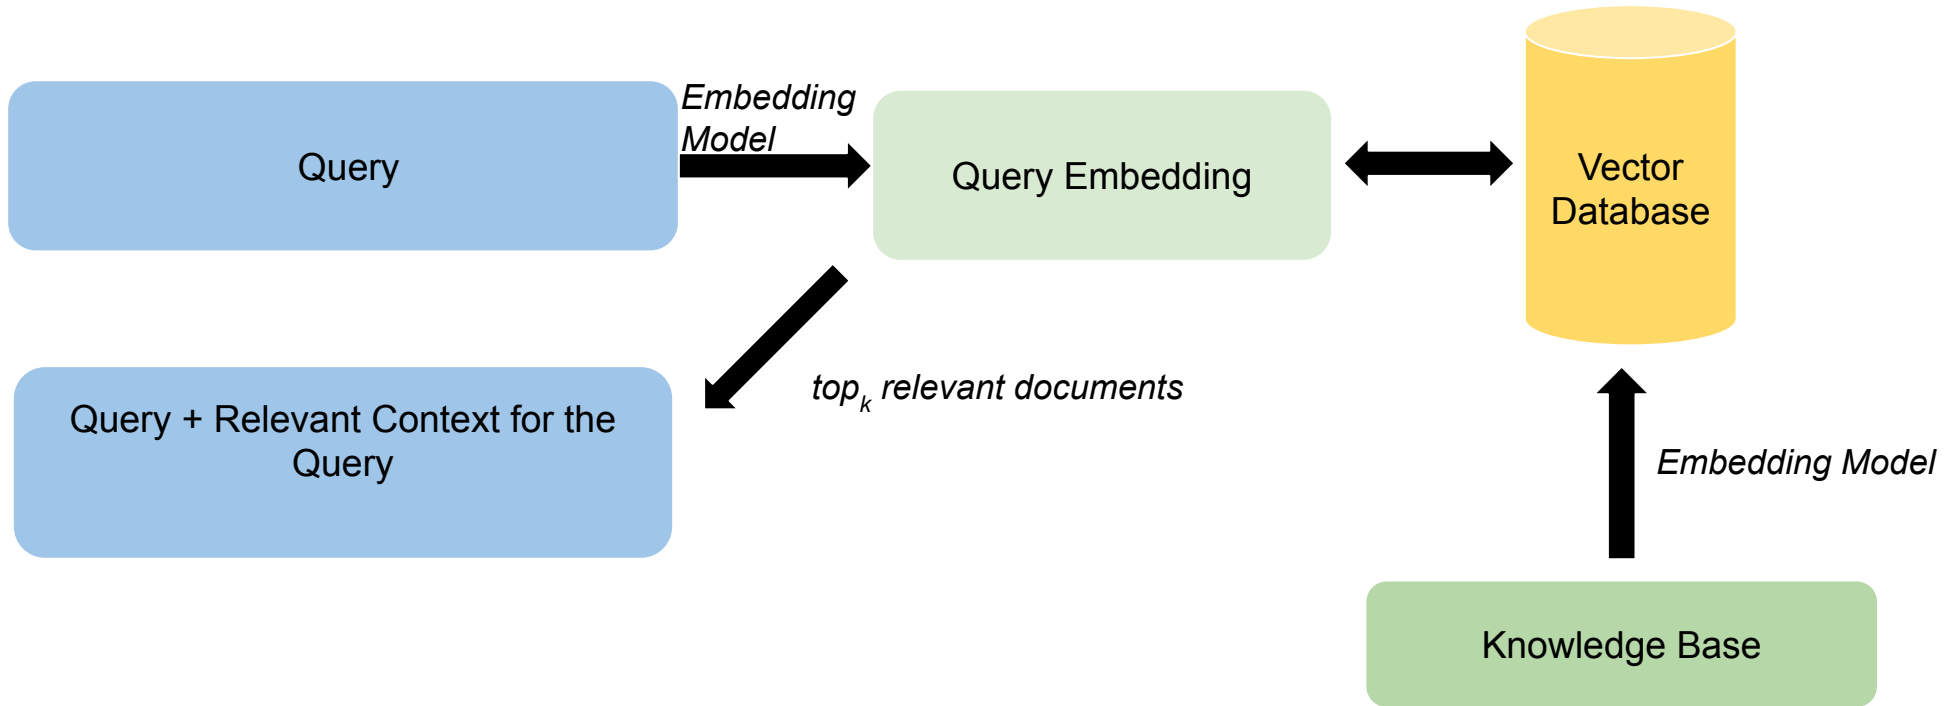 Embedding
Model
Query
Query Embedding
Vector
Database
top_k relevant documents
Query + Relevant Context for the
Query
Embedding Model
Knowledge Base